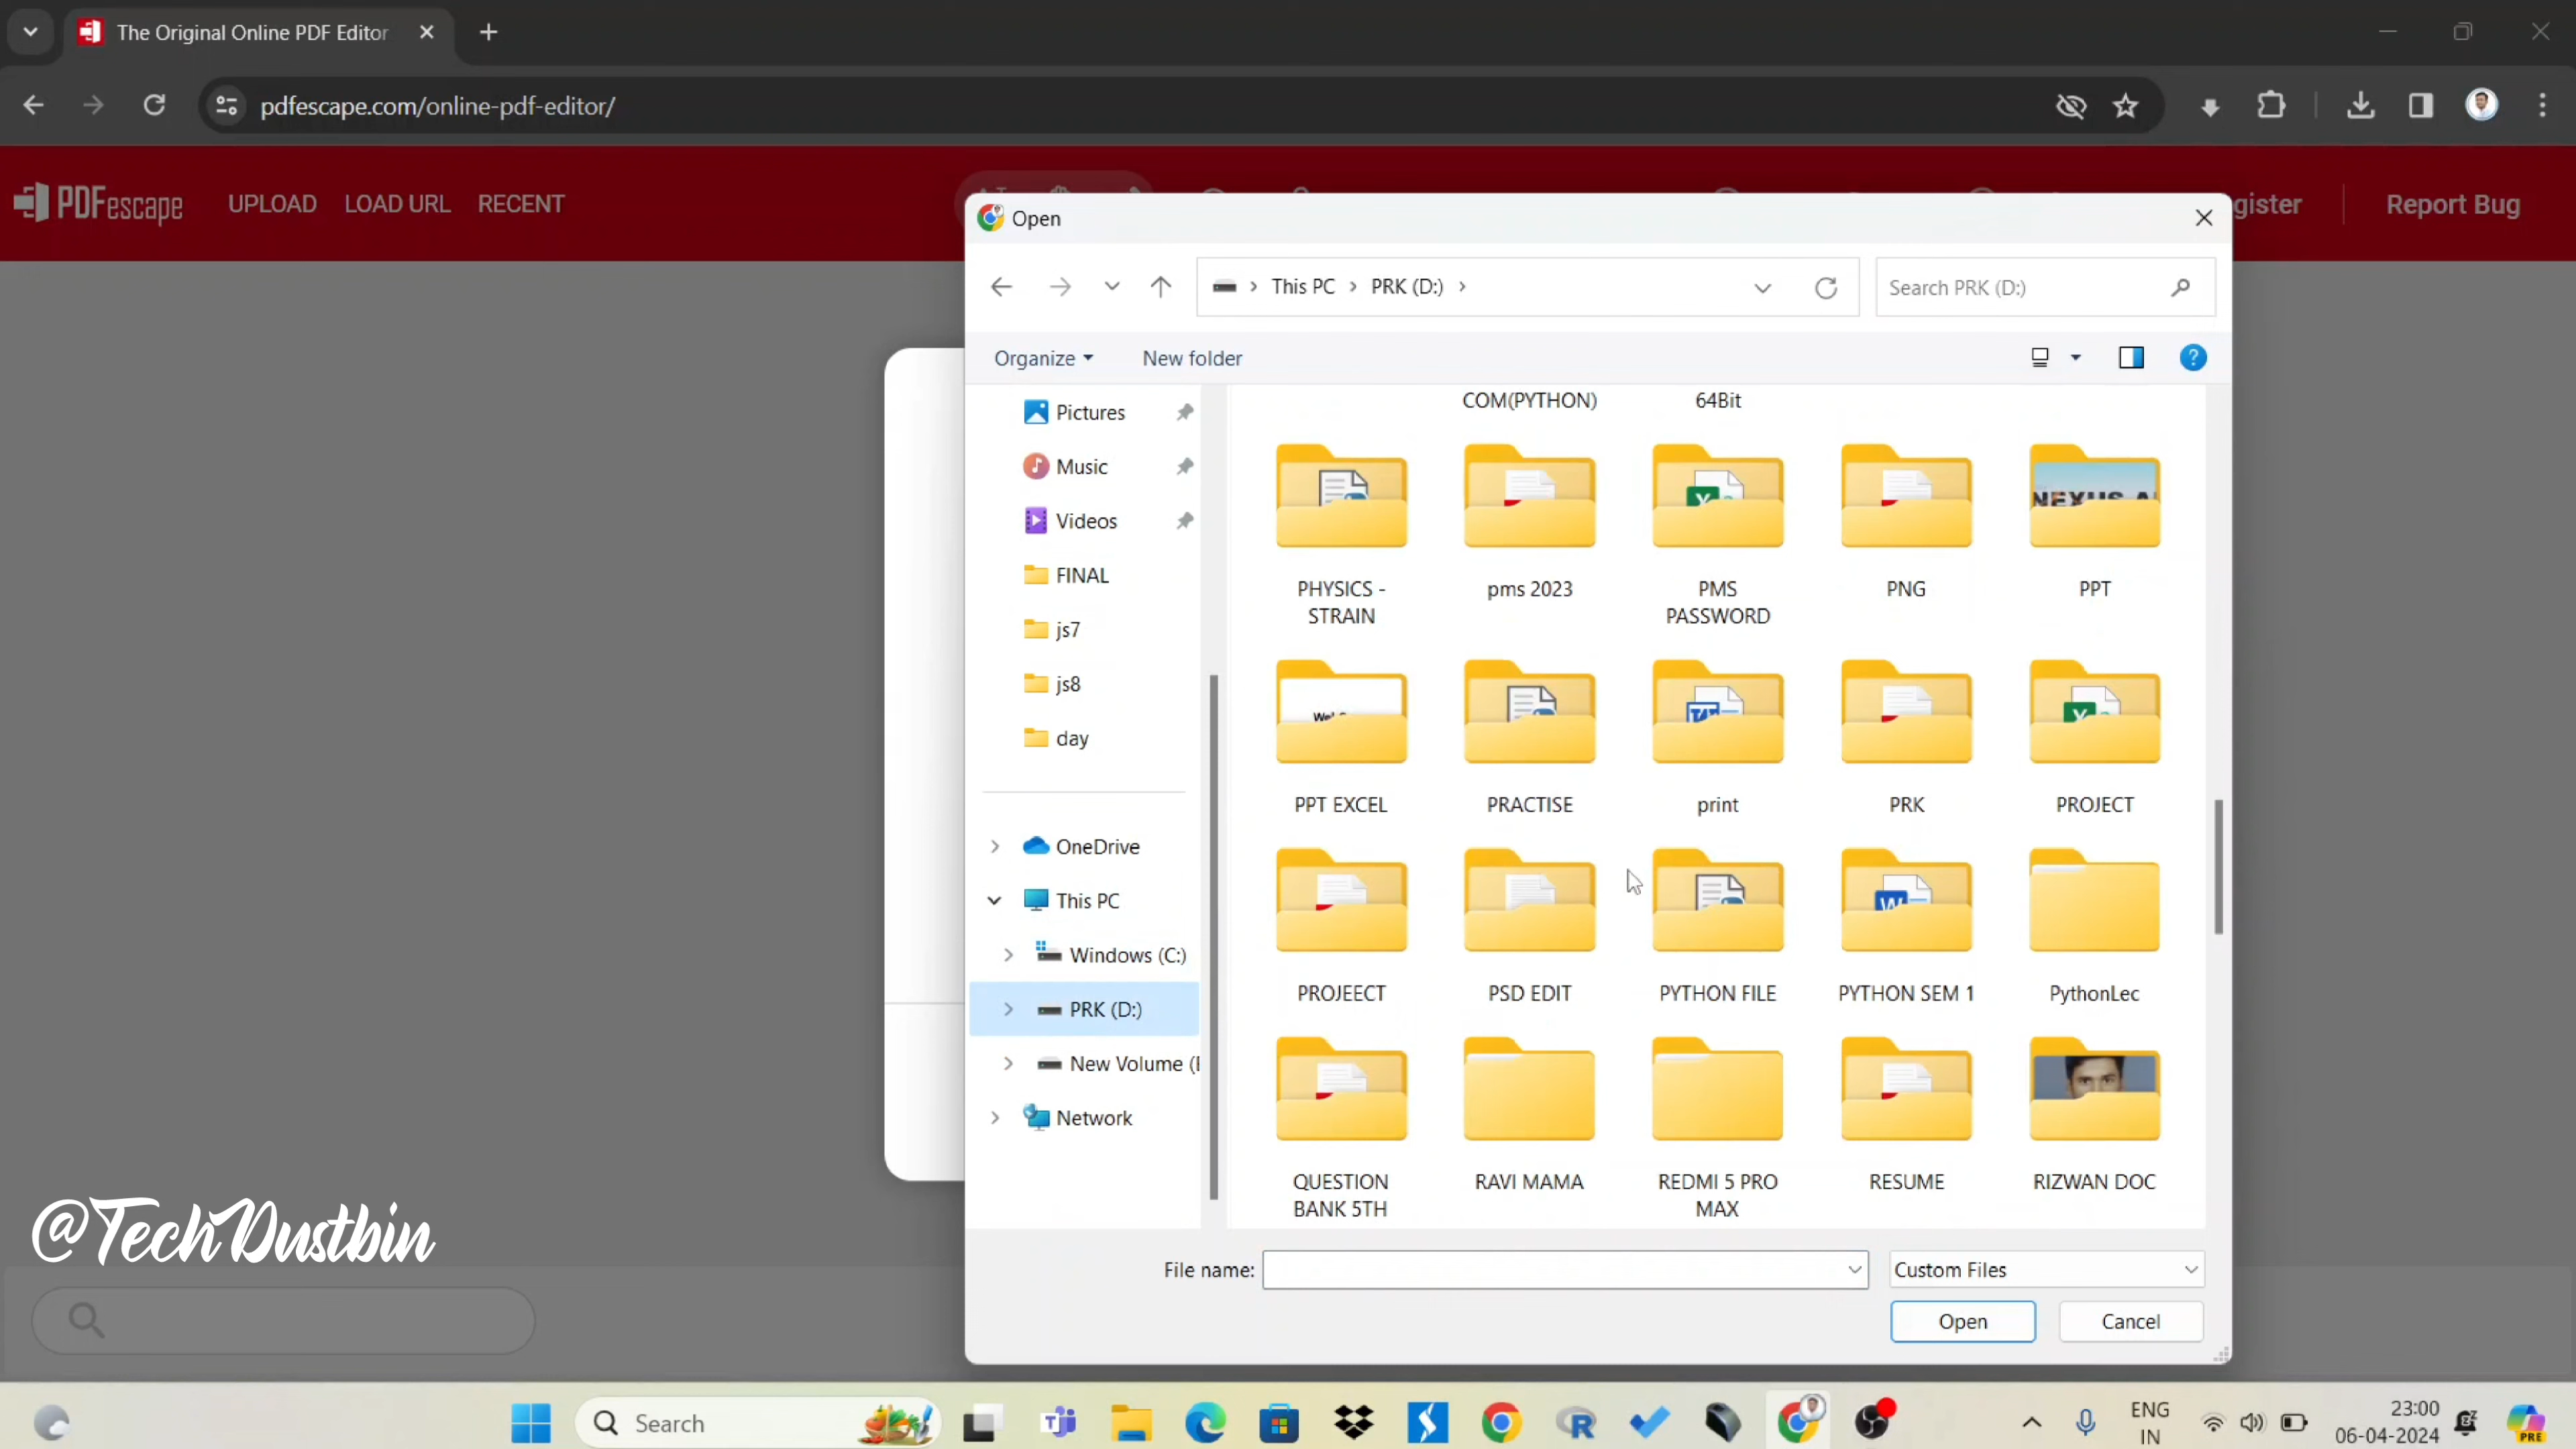 The Original Online PDF Editor
pdfescape.com/online-pdf-editor/
PDFescape UPLOAD LOAD URL RECENT
gister Report Bug
Open
This PC PRK (D:)
Search PRK (D:)
Organize New folder
Pictures
Music
Videos
FINAL
js7
js8
day
OneDrive
This PC
Windows (C:)
PRK (D:)
New Volume (E
Network
COM(PYTHON) 64Bit
NEXUS A
PHYSICS - STRAIN
pms 2023
PMS PASSWORD
PNG
PPT
PPT EXCEL
PRACTISE
print
PRK
PROJECT
PROJEECT
PSD EDIT
PYTHON FILE
PYTHON SEM 1
PythonLec
QUESTION BANK 5TH
RAVI MAMA
REDMI 5 PRO MAX
RESUME
RIZWAN DOC
File name:
Custom Files
Open Cancel
@TechDustbin
Search
ENG
IN
23:00
06-04-2024
PRE